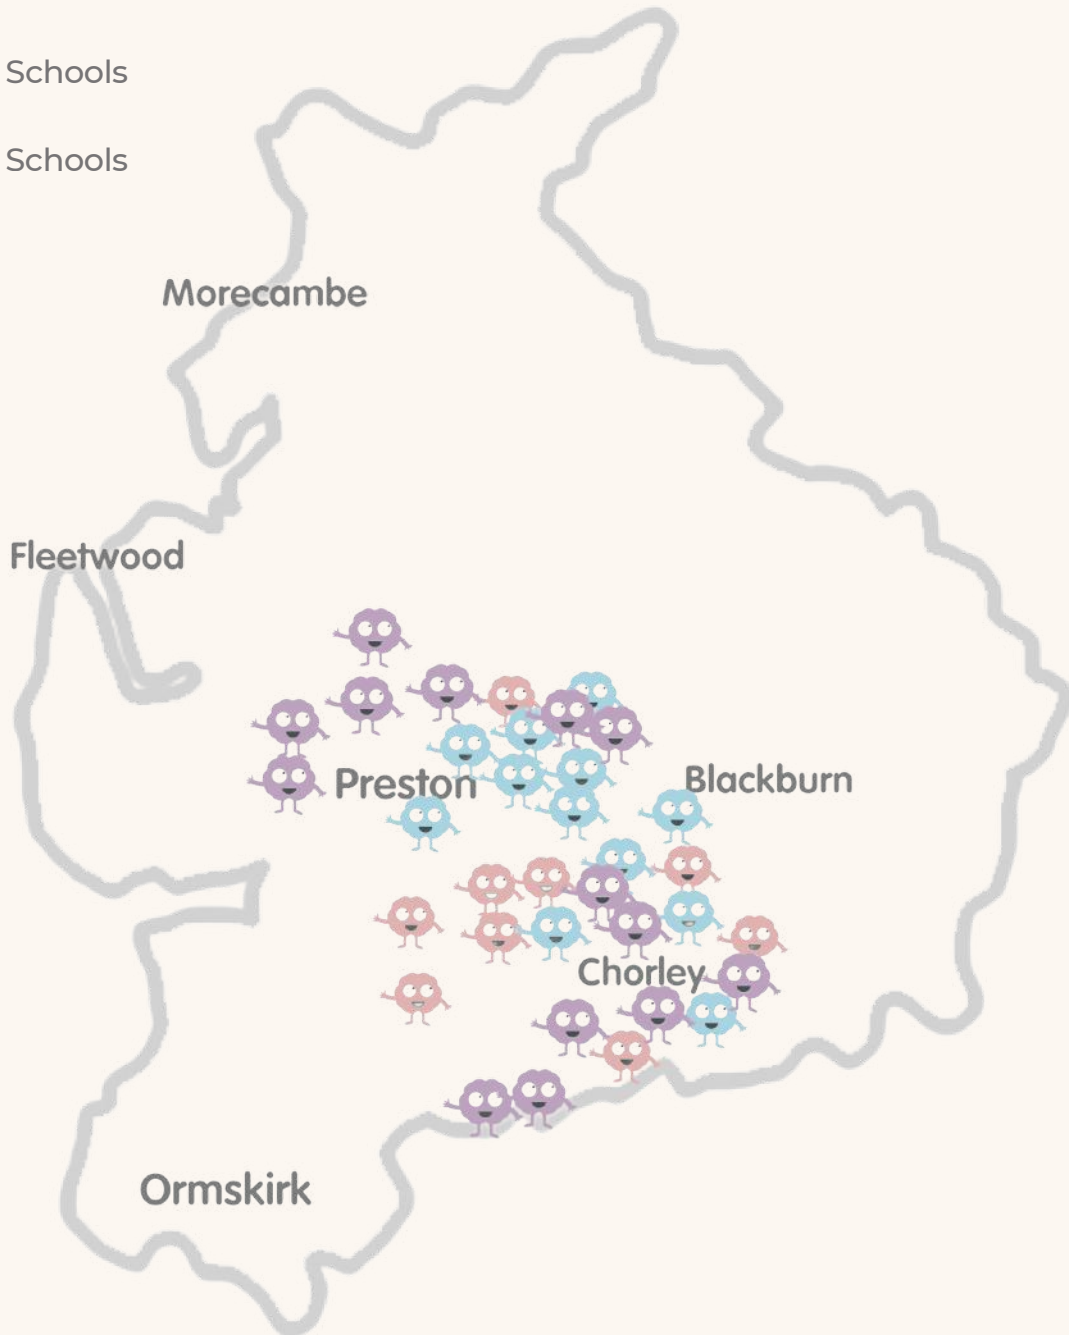 Schools
Schools
Morecambe
Fleetwood
Preston
Blackburn
Chorley
Ormskirk